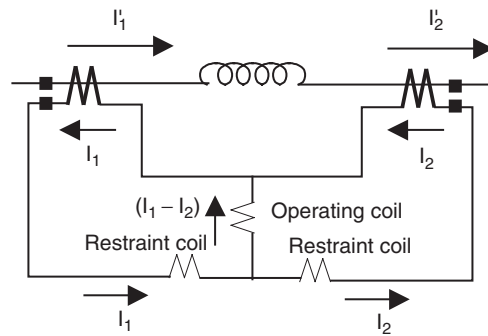 I'₁ I'₂
I₁ I₂
(I₁ – I₂) Operating coil
Restraint coil Restraint coil
I₁ I₂